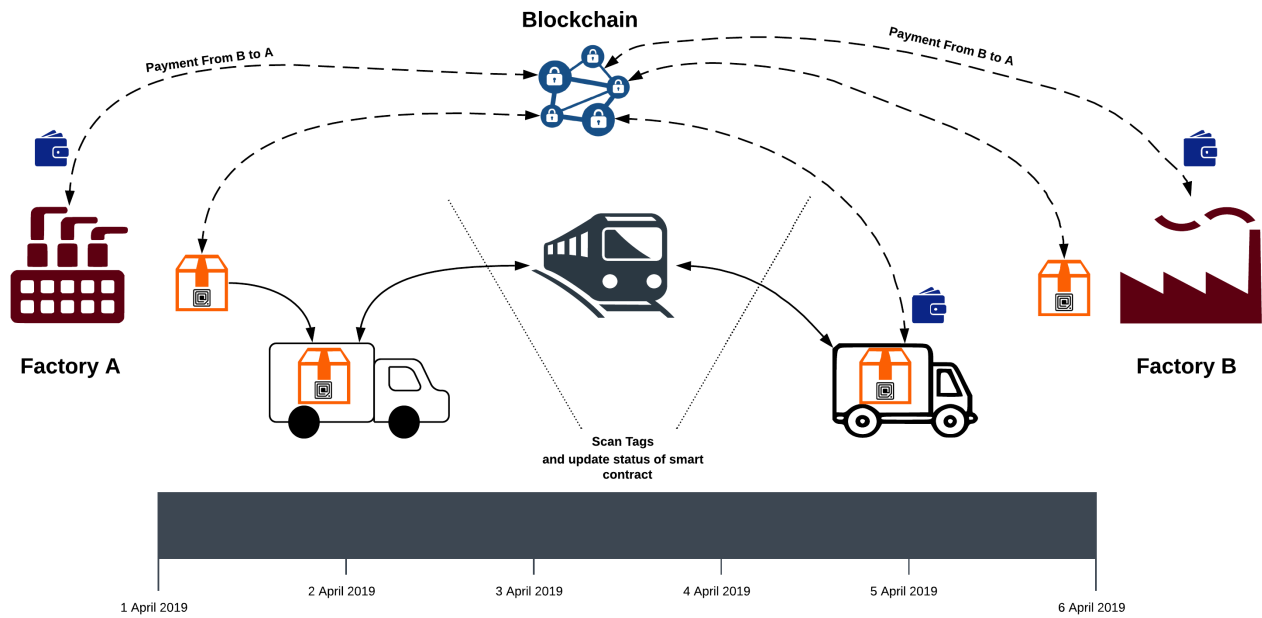 Blockchain
Payment From B to A
Payment From B to A
Factory A
Factory B
Scan Tags
and update status of smart
contract
1 April 2019
2 April 2019
3 April 2019
4 April 2019
5 April 2019
6 April 2019